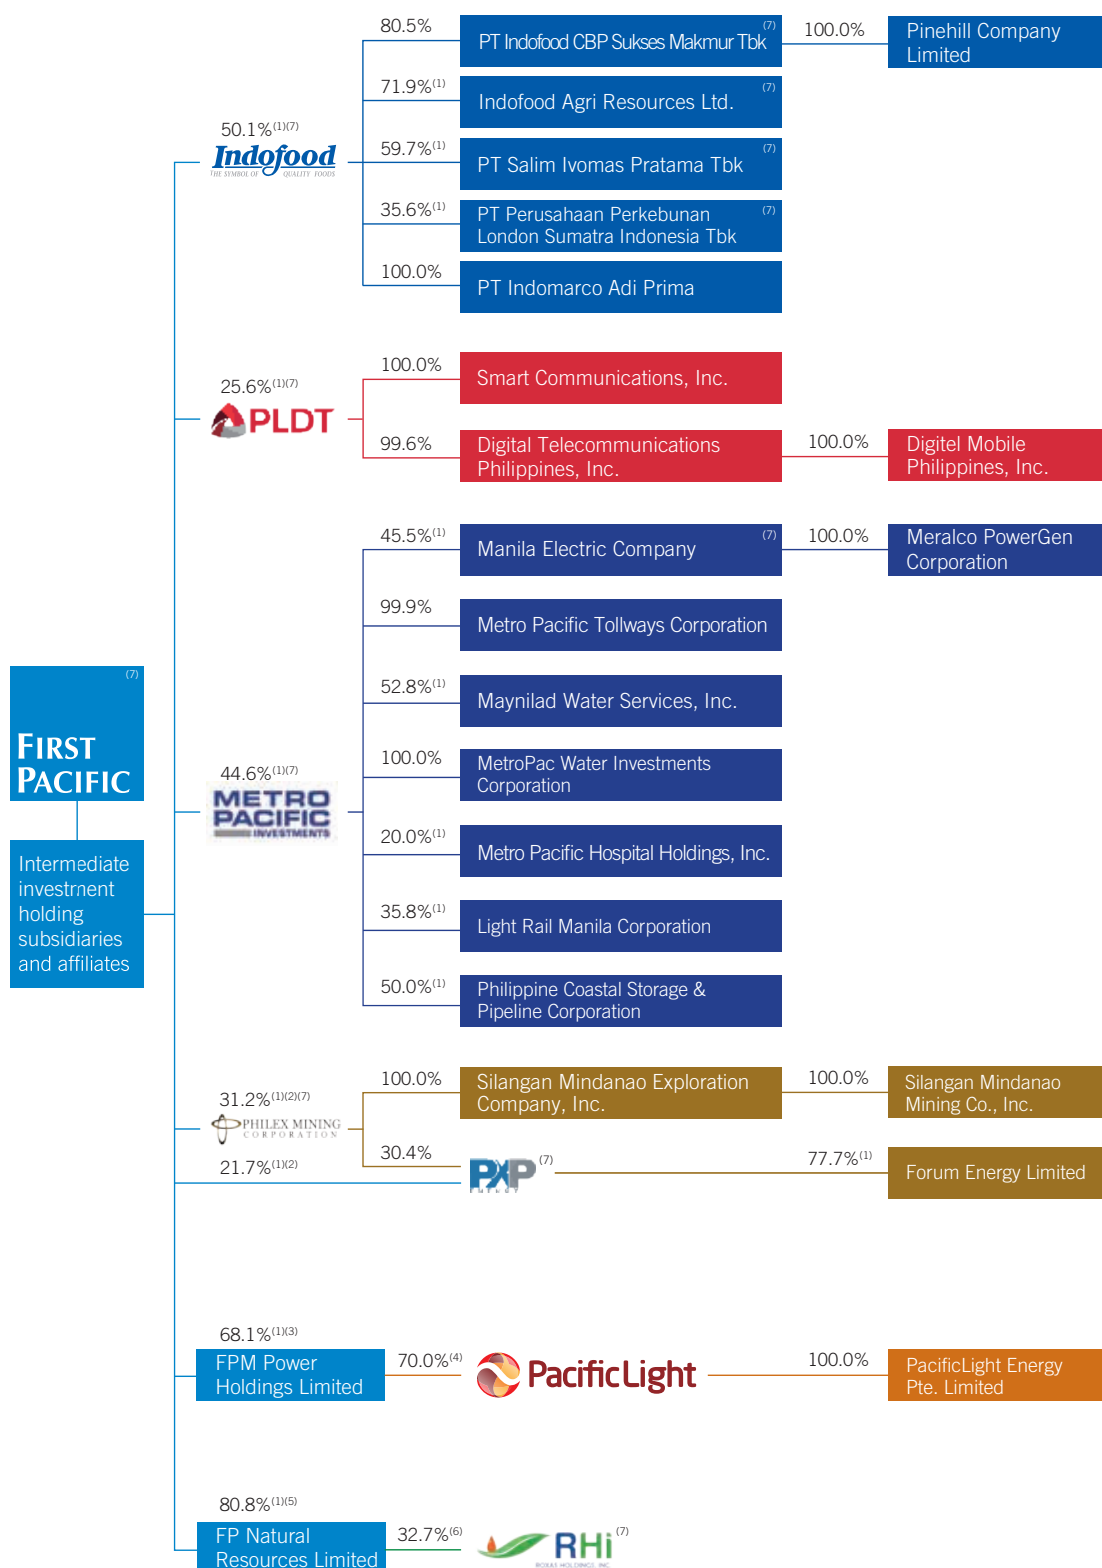 80.5%
PT Indofood CBP Sukses Makmur Tbk (7)
100.0%
Pinehill Company
Limited
71.9%(1)
Indofood Agri Resources Ltd. (7)
50.1%(1)(7)
Indofood
THE SYMBOL OF QUALITY FOODS
59.7%(1)
PT Salim Ivomas Pratama Tbk (7)
35.6%(1)
PT Perusahaan Perkebunan (7)
London Sumatra Indonesia Tbk
100.0%
PT Indomarco Adi Prima
25.6%(1)(7)
PLDT
100.0%
Smart Communications, Inc.
99.6%
Digital Telecommunications
Philippines, Inc.
100.0%
Digitel Mobile
Philippines, Inc.
45.5%(1)
Manila Electric Company (7)
100.0%
Meralco PowerGen
Corporation
99.9%
Metro Pacific Tollways Corporation
52.8%(1)
Maynilad Water Services, Inc.
(7)
FIRST
PACIFIC
44.6%(1)(7)
METRO
PACIFIC
INVESTMENTS
100.0%
MetroPac Water Investments
Corporation
20.0%(1)
Metro Pacific Hospital Holdings, Inc.
Intermediate
investment
holding
subsidiaries
and affiliates
35.8%(1)
Light Rail Manila Corporation
50.0%(1)
Philippine Coastal Storage &
Pipeline Corporation
31.2%(1)(2)(7)
PHILEX MINING
CORPORATION
100.0%
Silangan Mindanao Exploration
Company, Inc.
100.0%
Silangan Mindanao
Mining Co., Inc.
30.4%
21.7%(1)(2)
PXP (7)
ENERGY
77.7%(1)
Forum Energy Limited
68.1%(1)(3)
FPM Power
Holdings Limited
70.0%(4)
PacificLight
100.0%
PacificLight Energy
Pte. Limited
80.8%(1)(5)
FP Natural
Resources Limited
32.7%(6)
RHi (7)
ROXAS HOLDINGS, INC.